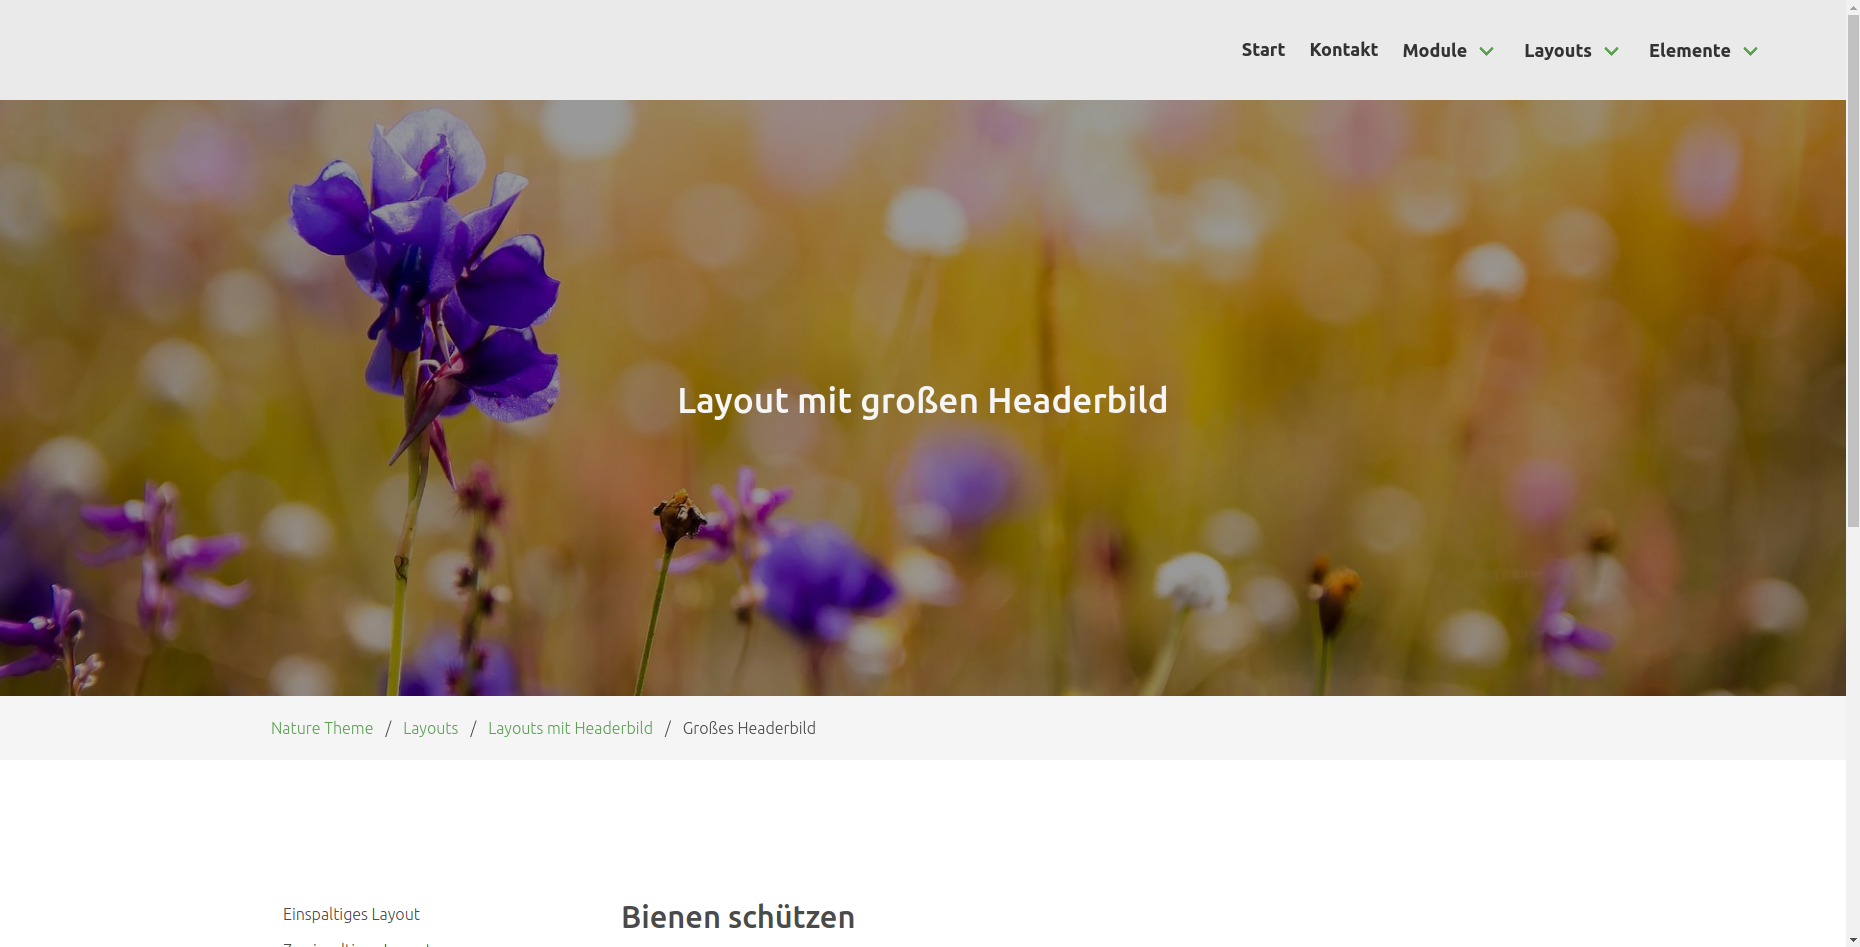 Start Kontakt Module Layouts Elemente
Layout mit großen Headerbild
Nature Theme / Layouts / Layouts mit Headerbild / Großes Headerbild
Einspaltiges Layout
Bienen schützen